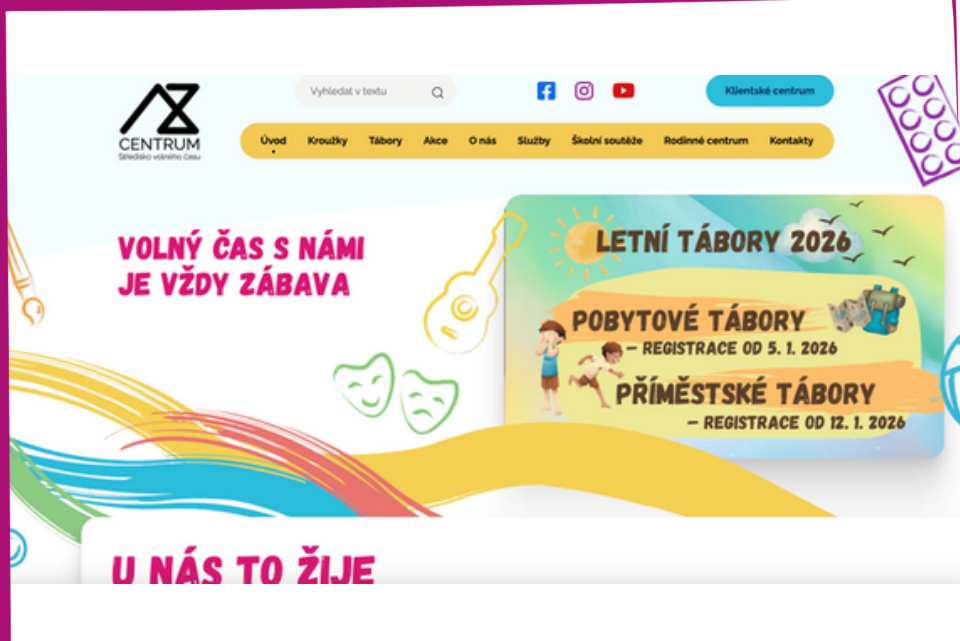 CENTRUM
Středisko volného času
Vyhledat v textu
Klientské centrum
Úvod Kroužky Tábory Akce O nás Služby Školní soutěže Rodinné centrum Kontakty
VOLNÝ ČAS S NÁMI
JE VŽDY ZÁBAVA
LETNÍ TÁBORY 2026
POBYTOVÉ TÁBORY
– REGISTRACE OD 5. 1. 2026
PŘÍMĚSTSKÉ TÁBORY
– REGISTRACE OD 12. 1. 2026
U NÁS TO ŽIJE